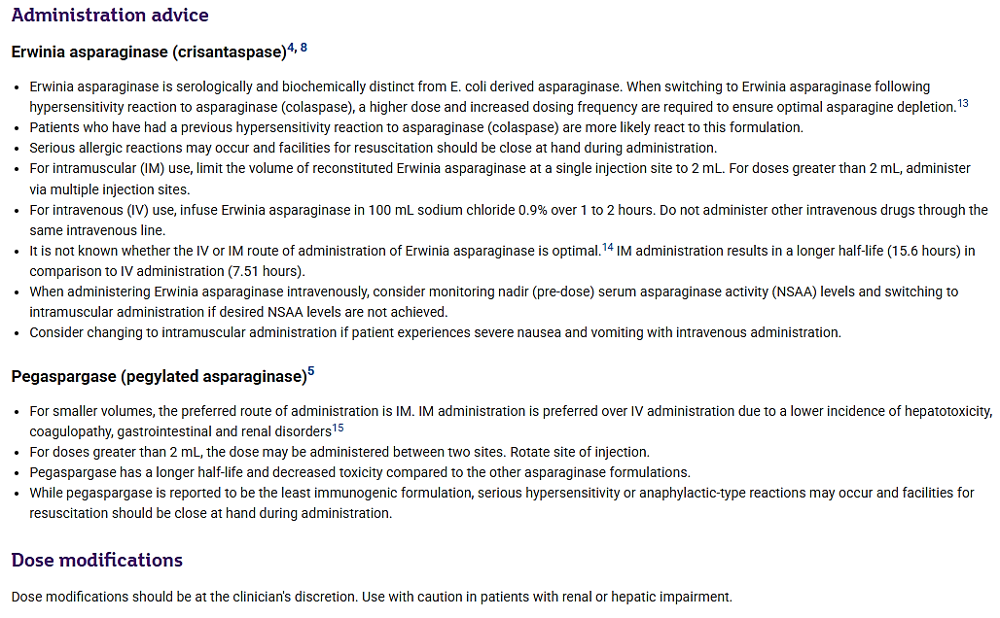 Administration advice
Erwinia asparaginase (crisantaspase)4, 8
• Erwinia asparaginase is serologically and biochemically distinct from E. coli derived asparaginase. When switching to Erwinia asparaginase following
hypersensitivity reaction to asparaginase (colaspase), a higher dose and increased dosing frequency are required to ensure optimal asparagine depletion.13
• Patients who have had a previous hypersensitivity reaction to asparaginase (colaspase) are more likely react to this formulation.
• Serious allergic reactions may occur and facilities for resuscitation should be close at hand during administration.
• For intramuscular (IM) use, limit the volume of reconstituted Erwinia asparaginase at a single injection site to 2 mL. For doses greater than 2 mL, administer
via multiple injection sites.
• For intravenous (IV) use, infuse Erwinia asparaginase in 100 mL sodium chloride 0.9% over 1 to 2 hours. Do not administer other intravenous drugs through the
same intravenous line.
• It is not known whether the IV or IM route of administration of Erwinia asparaginase is optimal.14 IM administration results in a longer half-life (15.6 hours) in
comparison to IV administration (7.51 hours).
• When administering Erwinia asparaginase intravenously, consider monitoring nadir (pre-dose) serum asparaginase activity (NSAA) levels and switching to
intramuscular administration if desired NSAA levels are not achieved.
• Consider changing to intramuscular administration if patient experiences severe nausea and vomiting with intravenous administration.
Pegaspargase (pegylated asparaginase)5
• For smaller volumes, the preferred route of administration is IM. IM administration is preferred over IV administration due to a lower incidence of hepatotoxicity,
coagulopathy, gastrointestinal and renal disorders15
• For doses greater than 2 mL, the dose may be administered between two sites. Rotate site of injection.
• Pegaspargase has a longer half-life and decreased toxicity compared to the other asparaginase formulations.
• While pegaspargase is reported to be the least immunogenic formulation, serious hypersensitivity or anaphylactic-type reactions may occur and facilities for
resuscitation should be close at hand during administration.
Dose modifications
Dose modifications should be at the clinician's discretion. Use with caution in patients with renal or hepatic impairment.